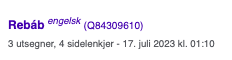 Rebáb engelsk (Q84309610)
3 utsegner, 4 sidelenkjer - 17. juli 2023 kl. 01:10